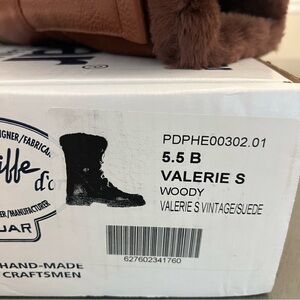 PDPHE00302.01
5.5 B
VALERIE S
WOODY
VALERIE S VINTAGE/SUEDE
627602341760
HAND-MADE
CRAFTSMEN